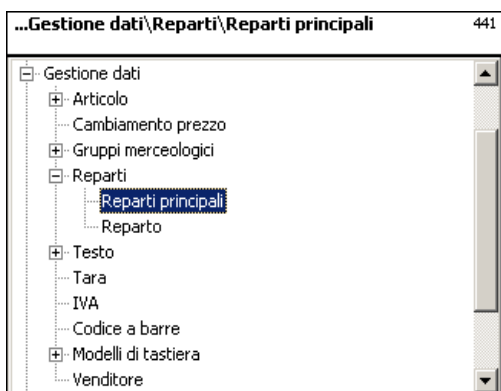 ...Gestione dati\Reparti\Reparti principali 441
Gestione dati
Articolo
Cambiamento prezzo
Gruppi merceologici
Reparti
Reparti principali
Reparto
Testo
Tara
IVA
Codice a barre
Modelli di tastiera
Venditore